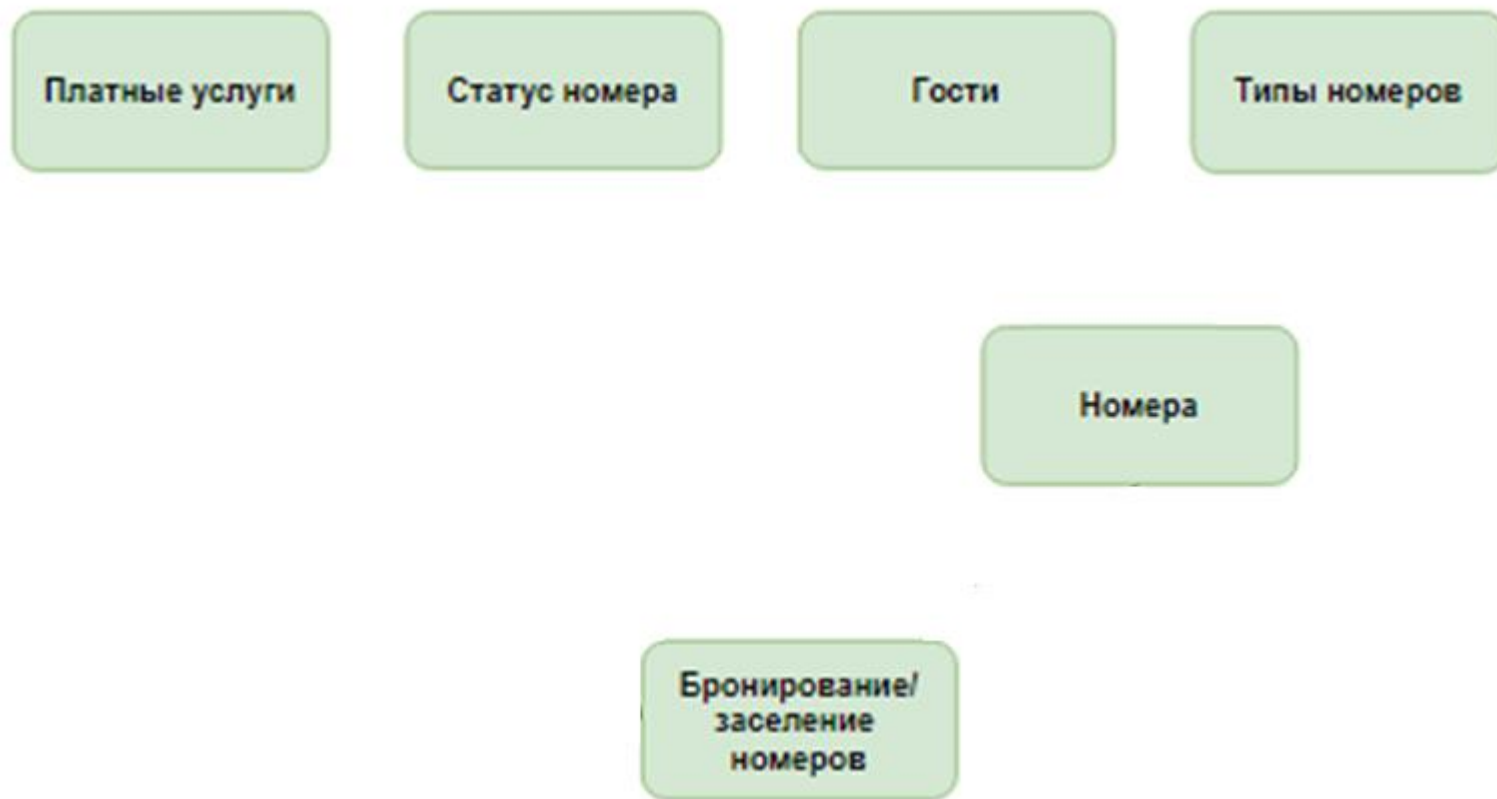 Платные услуги
Статус номера
Гости
Типы номеров
Номера
Бронирование/
заселение
номеров